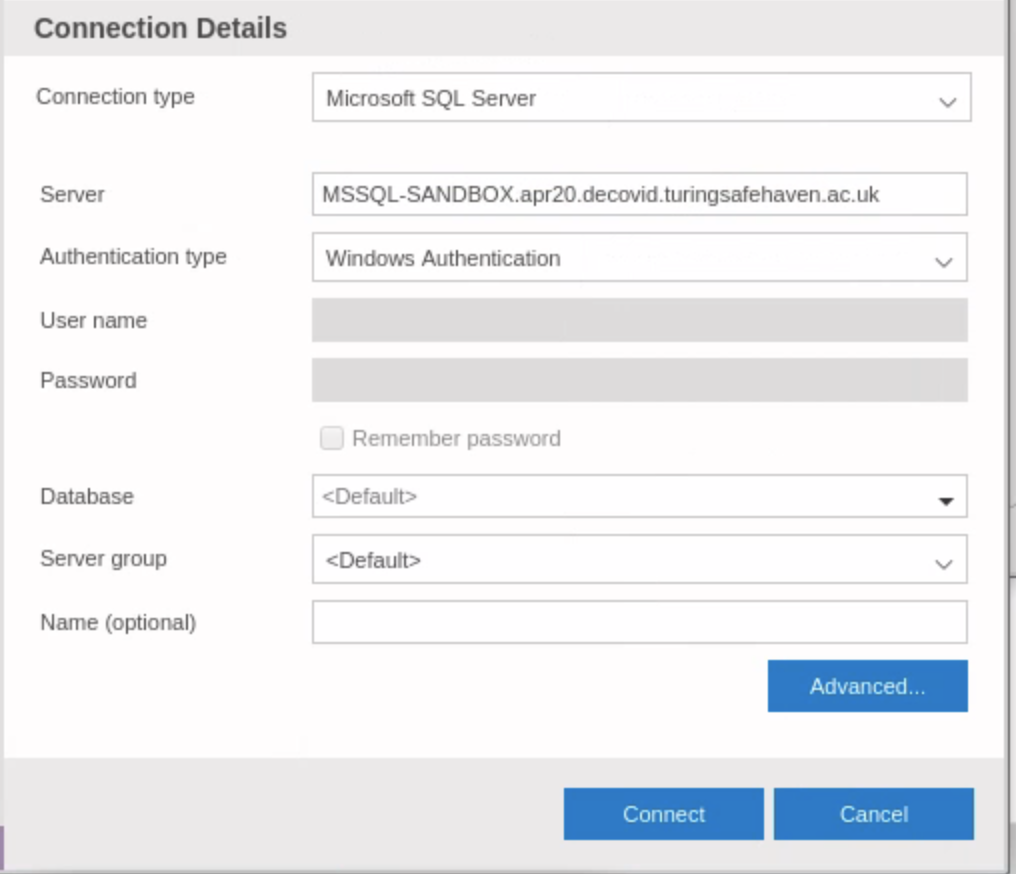 Connection Details
Connection type Microsoft SQL Server
Server MSSQL-SANDBOX.apr20.decovid.turingsafehaven.ac.uk
Authentication type Windows Authentication
User name
Password
Remember password
Database <Default>
Server group <Default>
Name (optional)
Advanced...
Connect Cancel